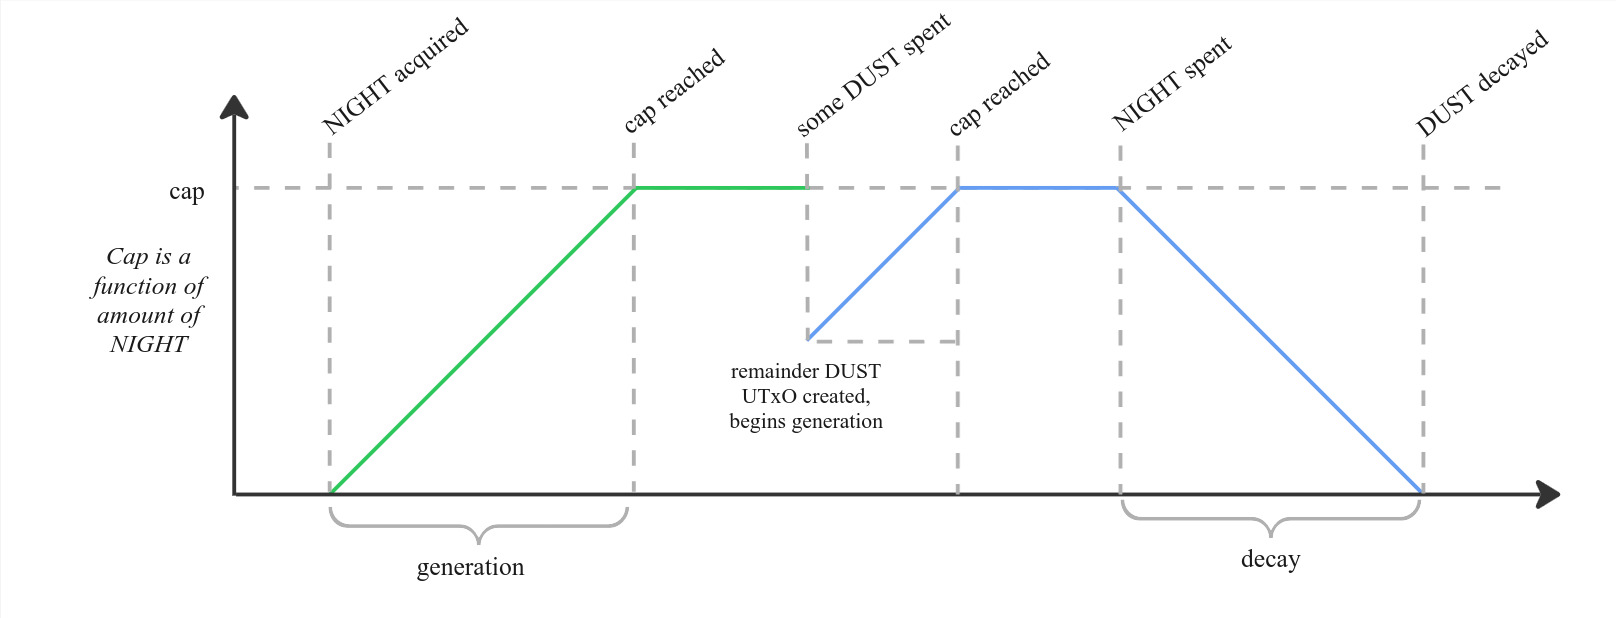 NIGHT acquired
cap reached
some DUST spent
cap reached
NIGHT spent
DUST decayed
cap
Cap is a
function of
amount of
NIGHT
remainder DUST
UTxO created,
begins generation
generation
decay